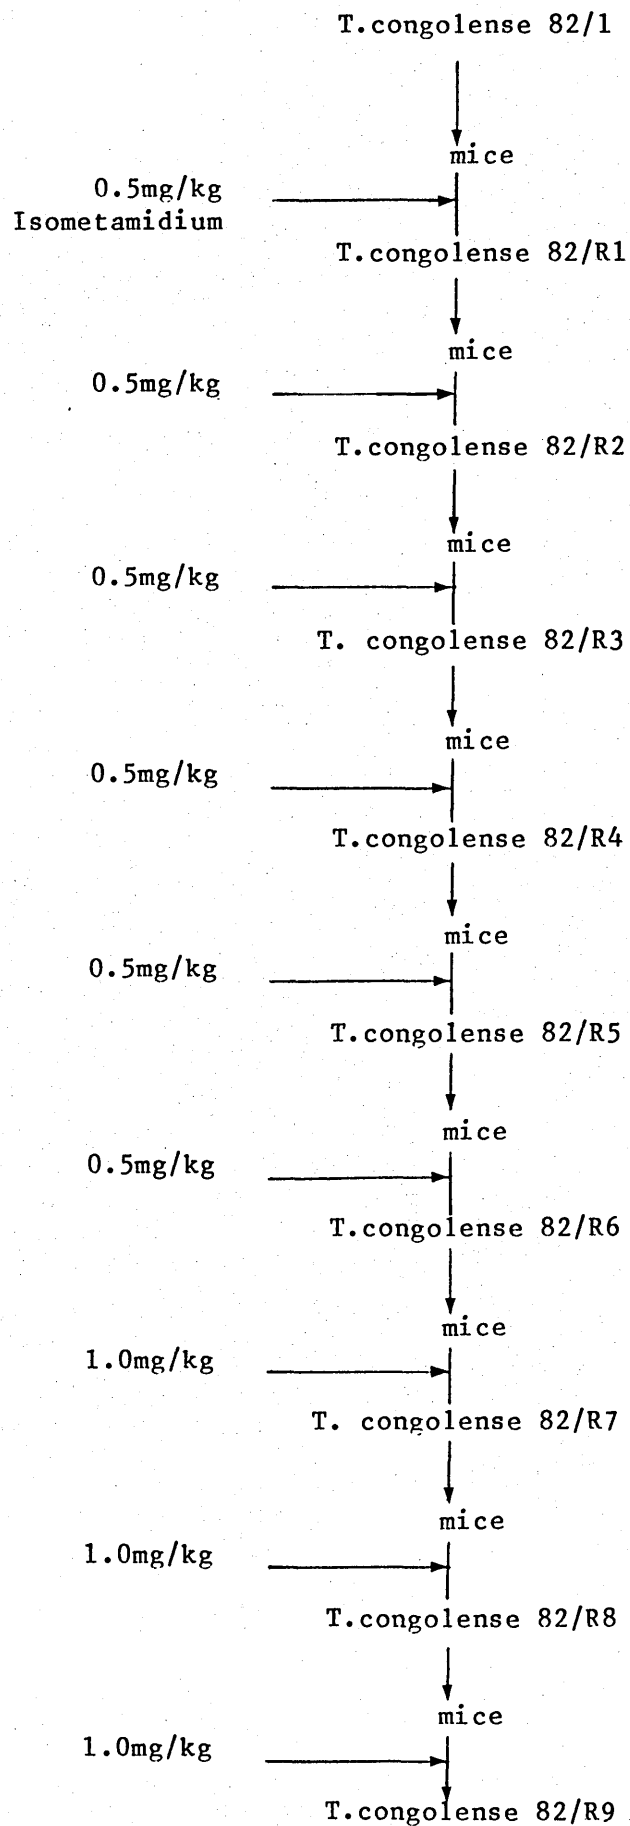 T.congolense 82/1
mice
0.5mg/kg
Isometamidium
T.congolense 82/R1
mice
0.5mg/kg
T.congolense 82/R2
mice
0.5mg/kg
T. congolense 82/R3
mice
0.5mg/kg
T.congolense 82/R4
mice
0.5mg/kg
T.congolense 82/R5
mice
0.5mg/kg
T.congolense 82/R6
mice
1.0mg/kg
T. congolense 82/R7
mice
1.0mg/kg
T.congolense 82/R8
mice
1.0mg/kg
T.congolense 82/R9